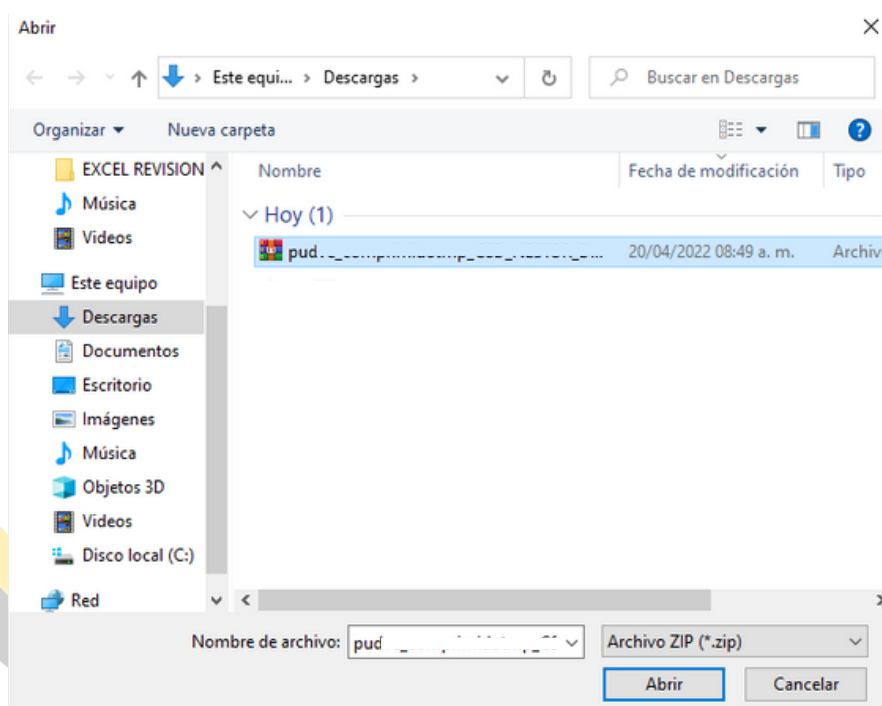 Abrir
Este equi... > Descargas >
Buscar en Descargas
Organizar
Nueva carpeta
EXCEL REVISION
Nombre
Fecha de modificación
Tipo
Música
Videos
Hoy (1)
20/04/2022 08:49 a. m.
Archiv
Este equipo
Descargas
Documentos
Escritorio
Imágenes
Música
Objetos 3D
Videos
Disco local (C:)
Red
Nombre de archivo:
Archivo ZIP (*.zip)
Abrir
Cancelar